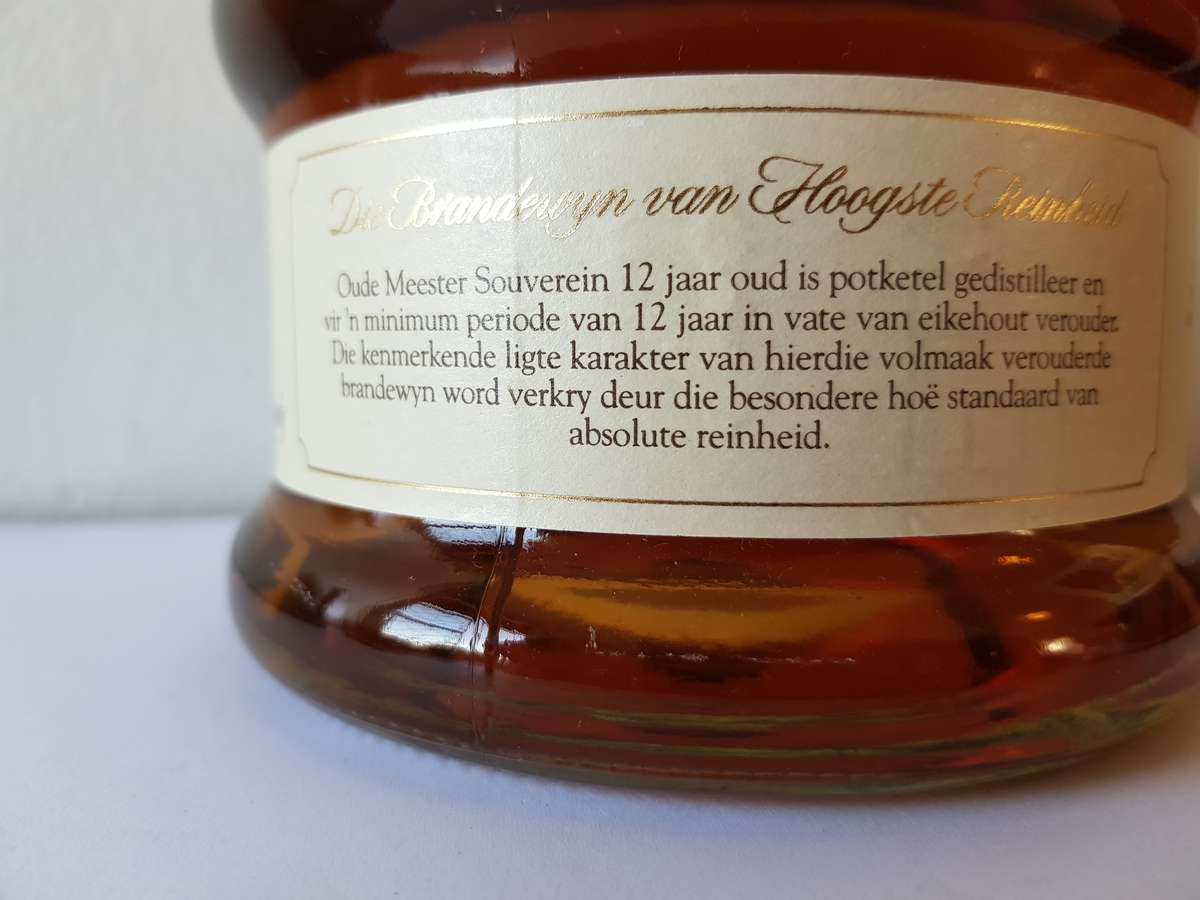 Die Brandewyn van Hoogste Reinheid
Oude Meester Souverein 12 jaar oud is potketel gedistilleer en
vir 'n minimum periode van 12 jaar in vate van eikehout verouder.
Die kenmerkende ligte karakter van hierdie volmaak verouderde
brandewyn word verkry deur die besondere hoë standaard van
absolute reinheid.